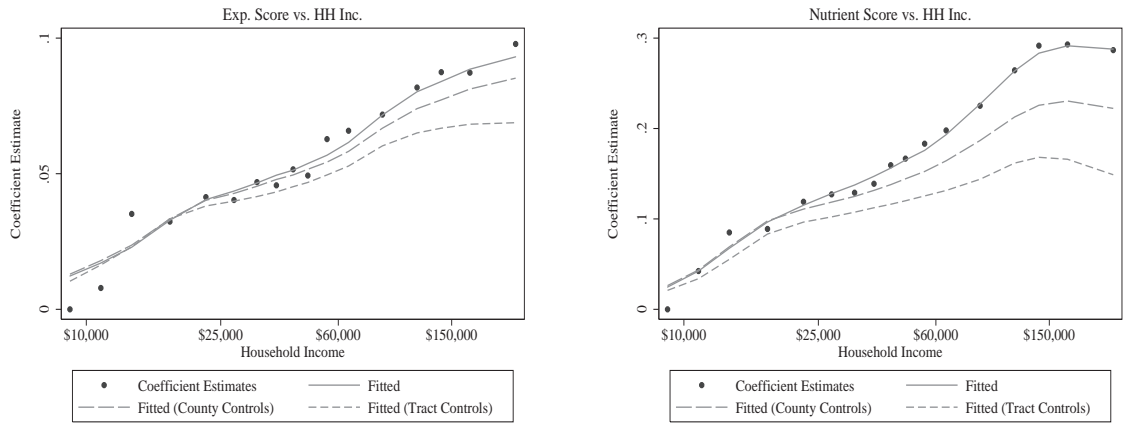 Exp. Score vs. HH Inc.
Coefficient Estimate
.1
.05
0
$10,000
$25,000
$60,000
$150,000
Household Income
Coefficient Estimates
Fitted
Fitted (County Controls)
Fitted (Tract Controls)
Nutrient Score vs. HH Inc.
Coefficient Estimate
.3
.2
.1
0
$10,000
$25,000
$60,000
$150,000
Household Income
Coefficient Estimates
Fitted
Fitted (County Controls)
Fitted (Tract Controls)